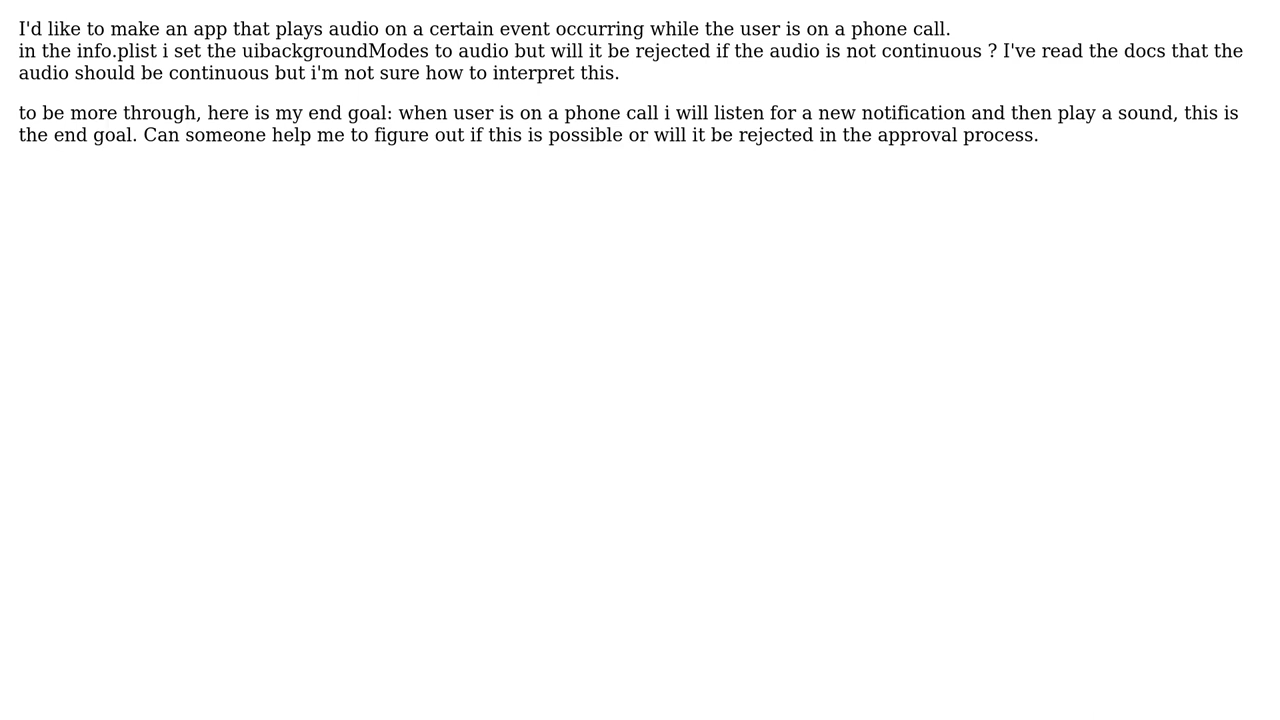 I'd like to make an app that plays audio on a certain event occurring while the user is on a phone call.
in the info.plist i set the uibackgroundModes to audio but will it be rejected if the audio is not continuous ? I've read the docs that the
audio should be continuous but i'm not sure how to interpret this.
to be more through, here is my end goal: when user is on a phone call i will listen for a new notification and then play a sound, this is
the end goal. Can someone help me to figure out if this is possible or will it be rejected in the approval process.